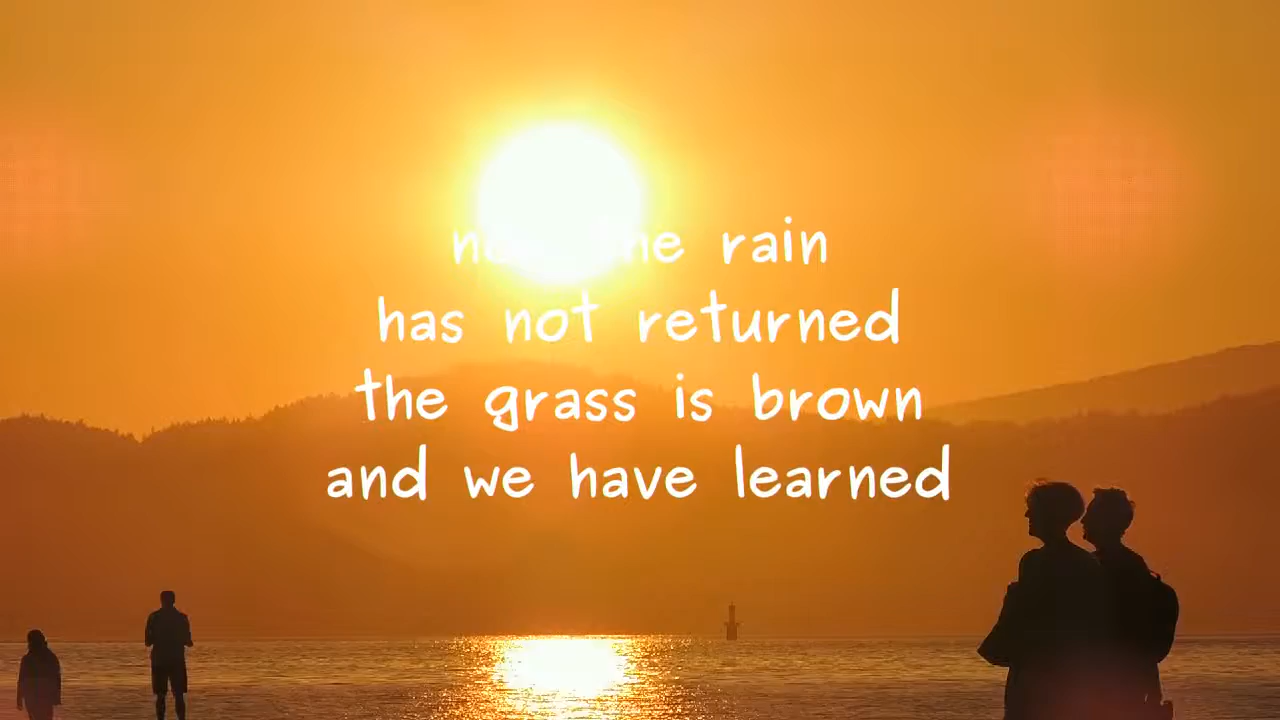 rain
has not returned
the grass is brown
and we have learned